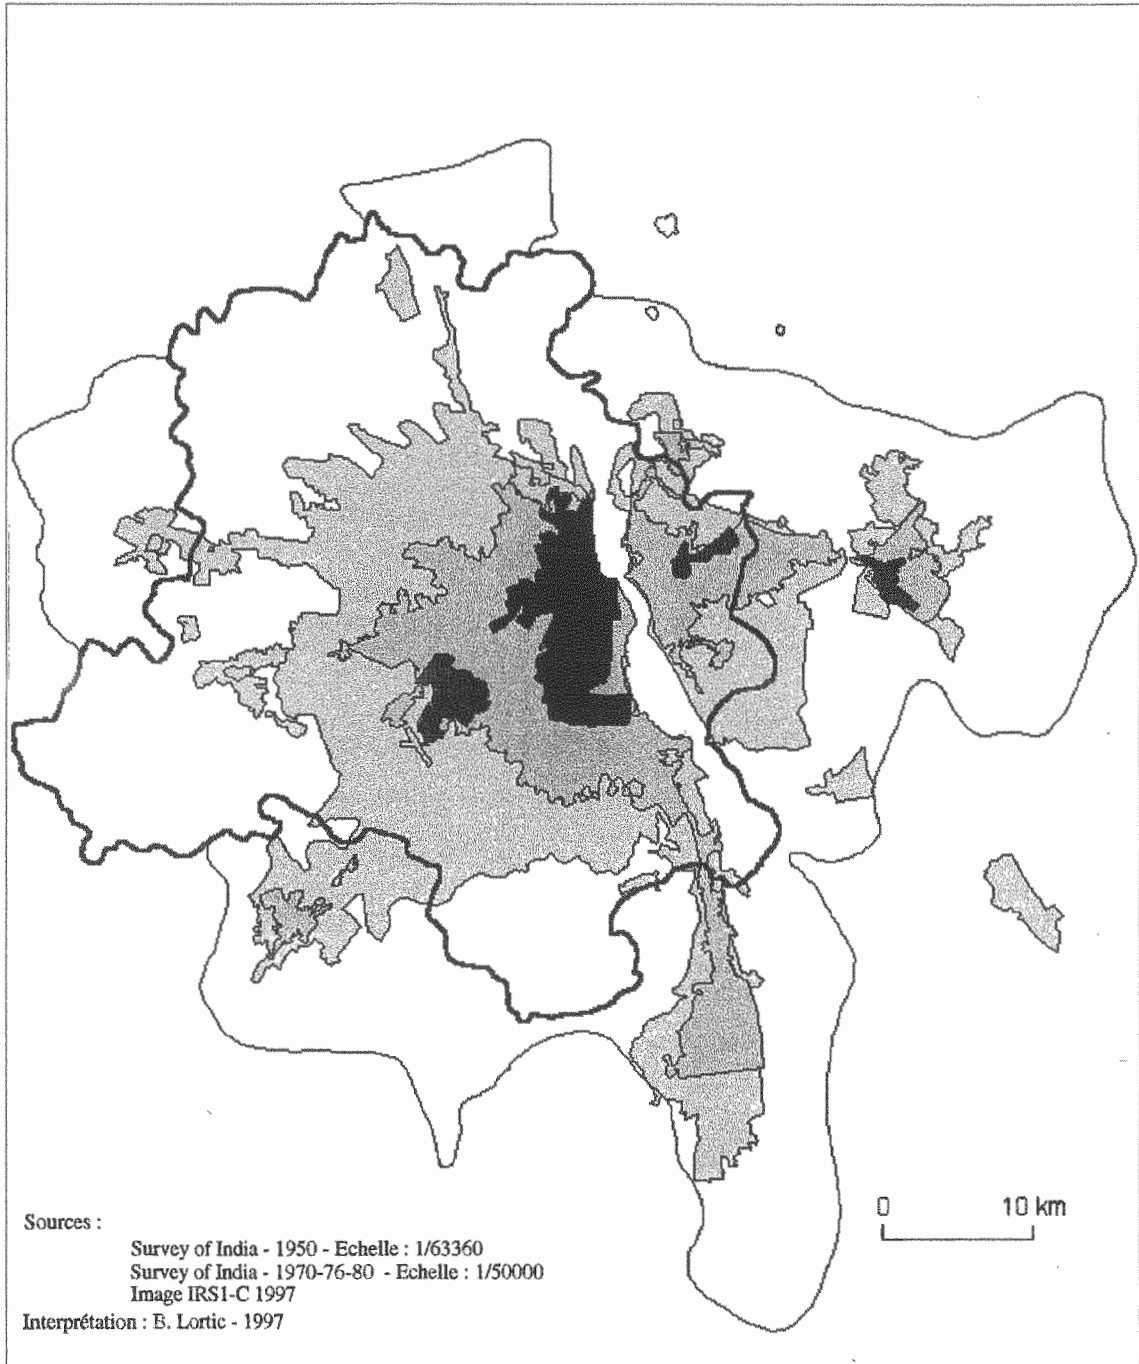 Sources :
Survey of India - 1950 - Echelle : 1/63360
Survey of India - 1970-76-80 - Echelle : 1/50000
Image IRS1-C 1997
Interprétation : B. Lortic - 1997
0 10 km